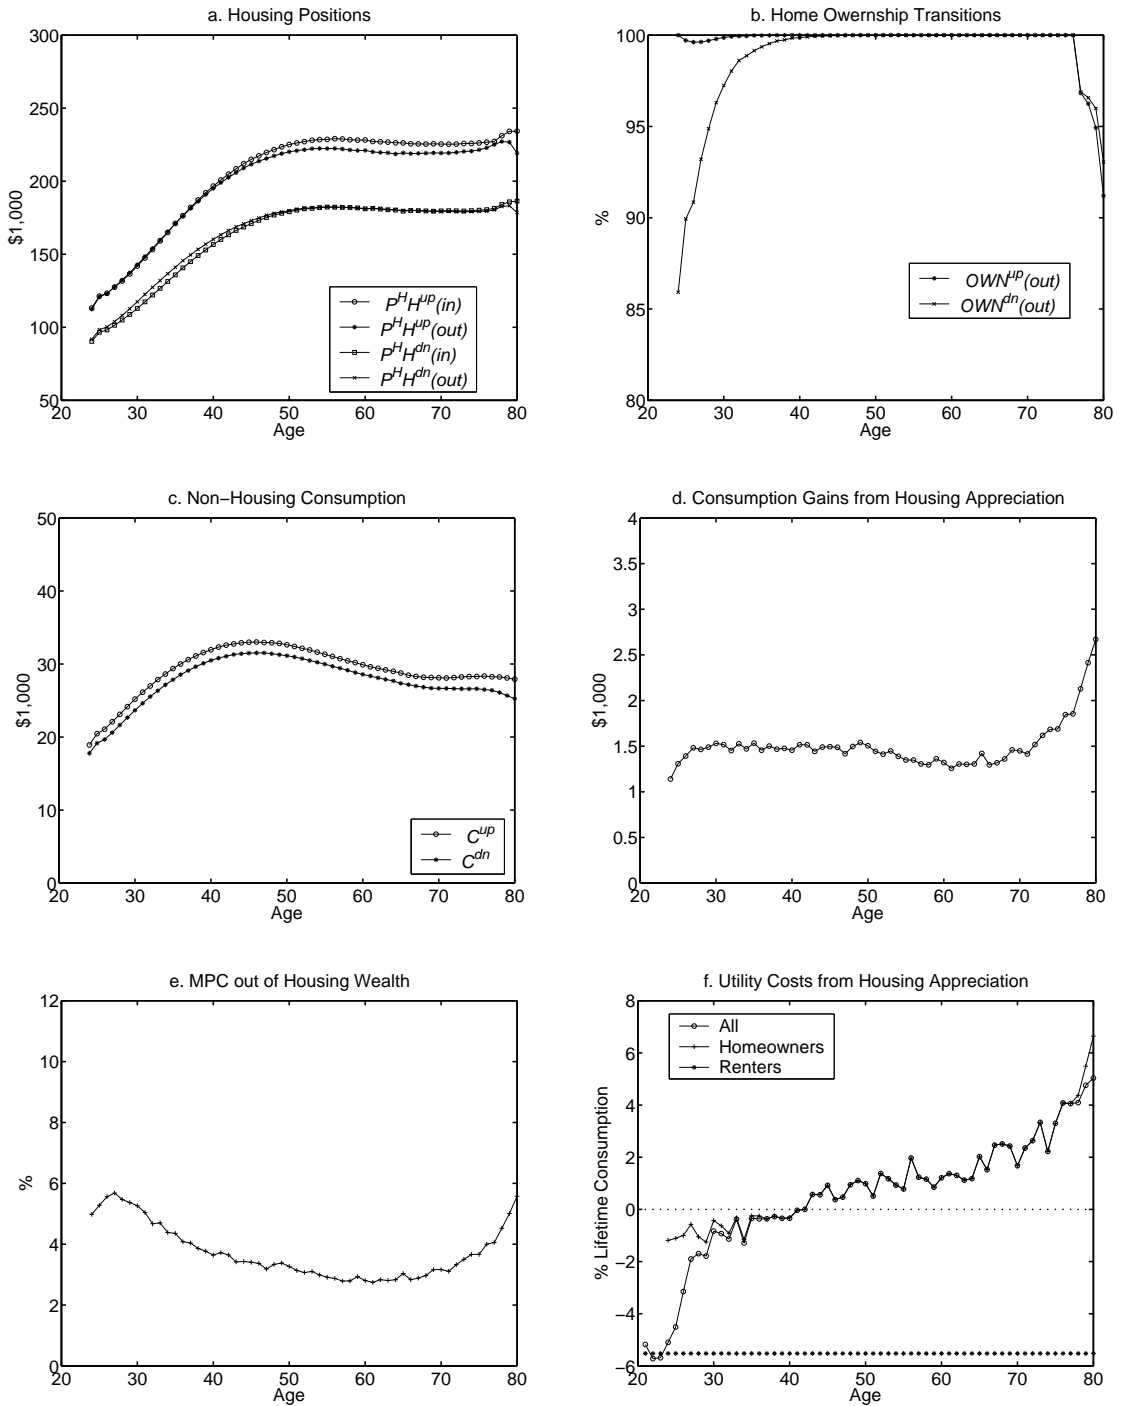 a. Housing Positions
300
250
200
150
100
50
$1,000
20 30 40 50 60 70 80
Age
P^H H^up(in)
P^H H^up(out)
P^H H^dn(in)
P^H H^dn(out)
b. Home Ownership Transitions
100
95
90
85
80
%
20 30 40 50 60 70 80
Age
OWN^up(out)
OWN^dn(out)
c. Non−Housing Consumption
50
40
30
20
10
0
$1,000
20 30 40 50 60 70 80
Age
C^up
C^dn
d. Consumption Gains from Housing Appreciation
4
3.5
3
2.5
2
1.5
1
0.5
0
$1,000
20 30 40 50 60 70 80
Age
e. MPC out of Housing Wealth
12
10
8
6
4
2
0
%
20 30 40 50 60 70 80
Age
f. Utility Costs from Housing Appreciation
8
6
4
2
0
−2
−4
−6
% Lifetime Consumption
All
Homeowners
Renters
20 30 40 50 60 70 80
Age